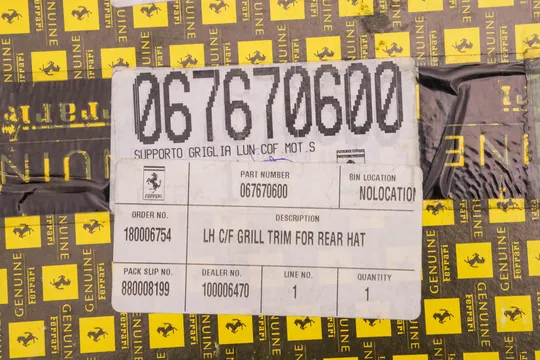 067670600
SUPPORTO GRIGLIA LUN.COF MOT.S
PART NUMBER
067670600
BIN LOCATION
NOLOCATION
ORDER NO.
180006754
DESCRIPTION
LH C/F GRILL TRIM FOR REAR HAT
PACK SLIP NO.
880008199
DEALER NO.
100006470
LINE NO.
1
QUANTITY
1
GENUINE
Ferrari